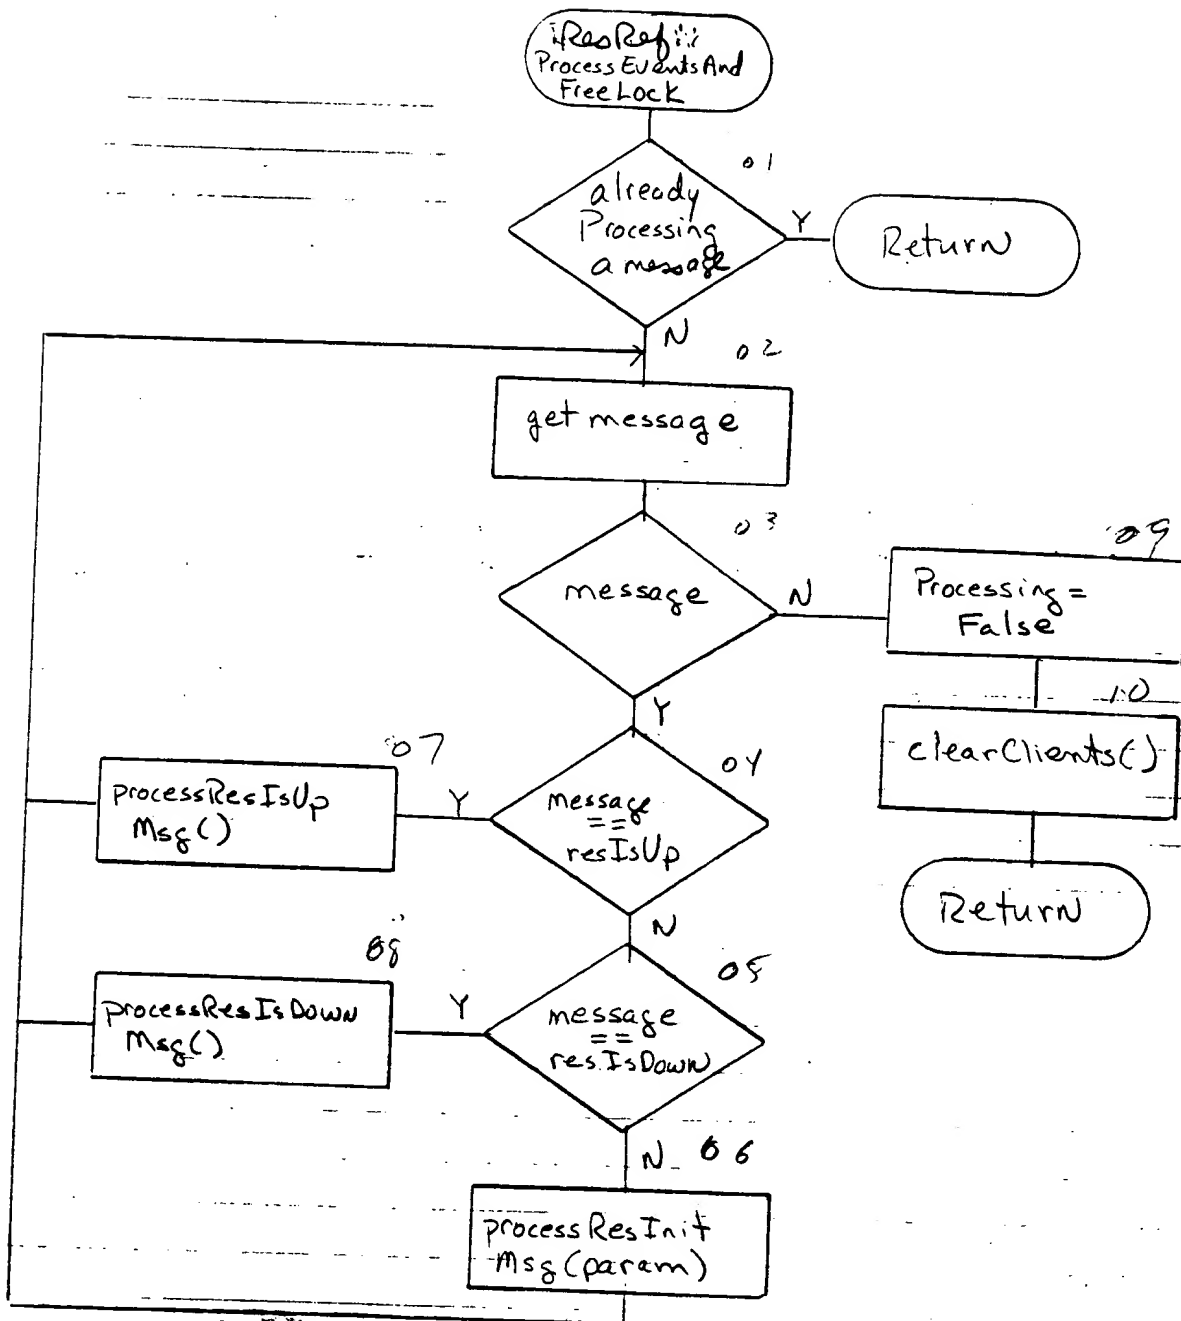 ResRef::
Process Events And
Free Lock
01
already
Processing
a message
Y
Return
N
02
get message
03
message
N
09
Processing =
False
10
clearClients()
Return
Y
04
message
==
resIsUp
Y
07
processResIsUp
Msg()
N
05
message
==
resIsDown
Y
08
processResIsDown
Msg()
N
06
processResInit
Msg(param)